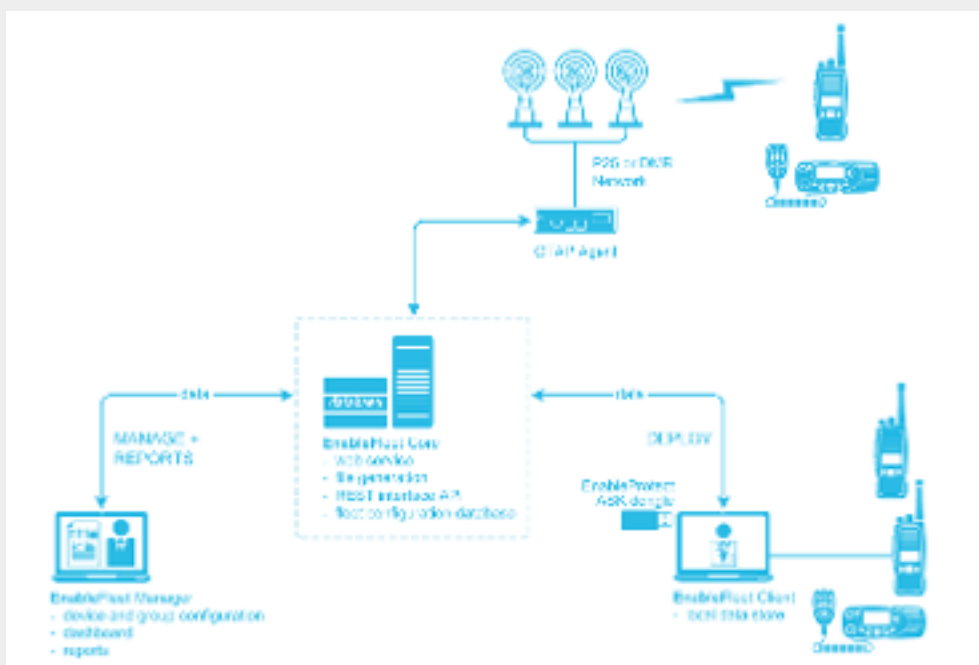 P25 or DMR
Network
OTAP Agent
data
data
MANAGE +
REPORTS
DEPLOY
EnableFleet Core
- web service
- file generation
- REST interface API
- fleet configuration database
EnableProtect
ASK dongle
EnableFleet Manager
- device and group configuration
- dashboard
- reports
EnableFleet Client
- local data store